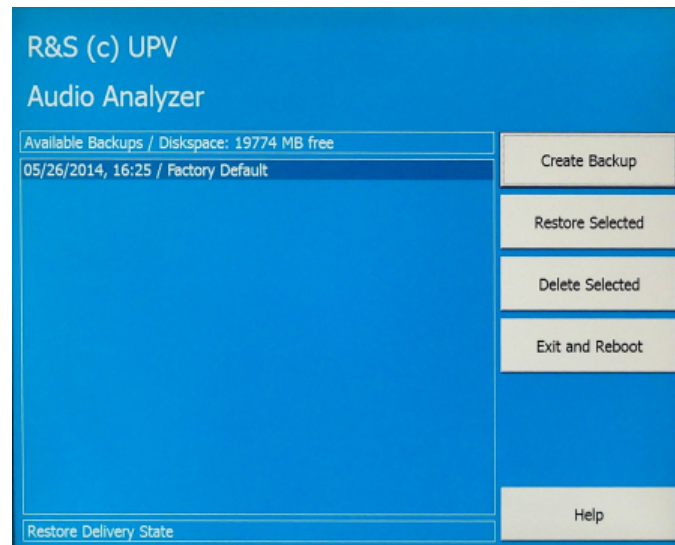 R&S (c) UPV
Audio Analyzer
Available Backups / Diskspace: 19774 MB free
05/26/2014, 16:25 / Factory Default
Create Backup
Restore Selected
Delete Selected
Exit and Reboot
Help
Restore Delivery State